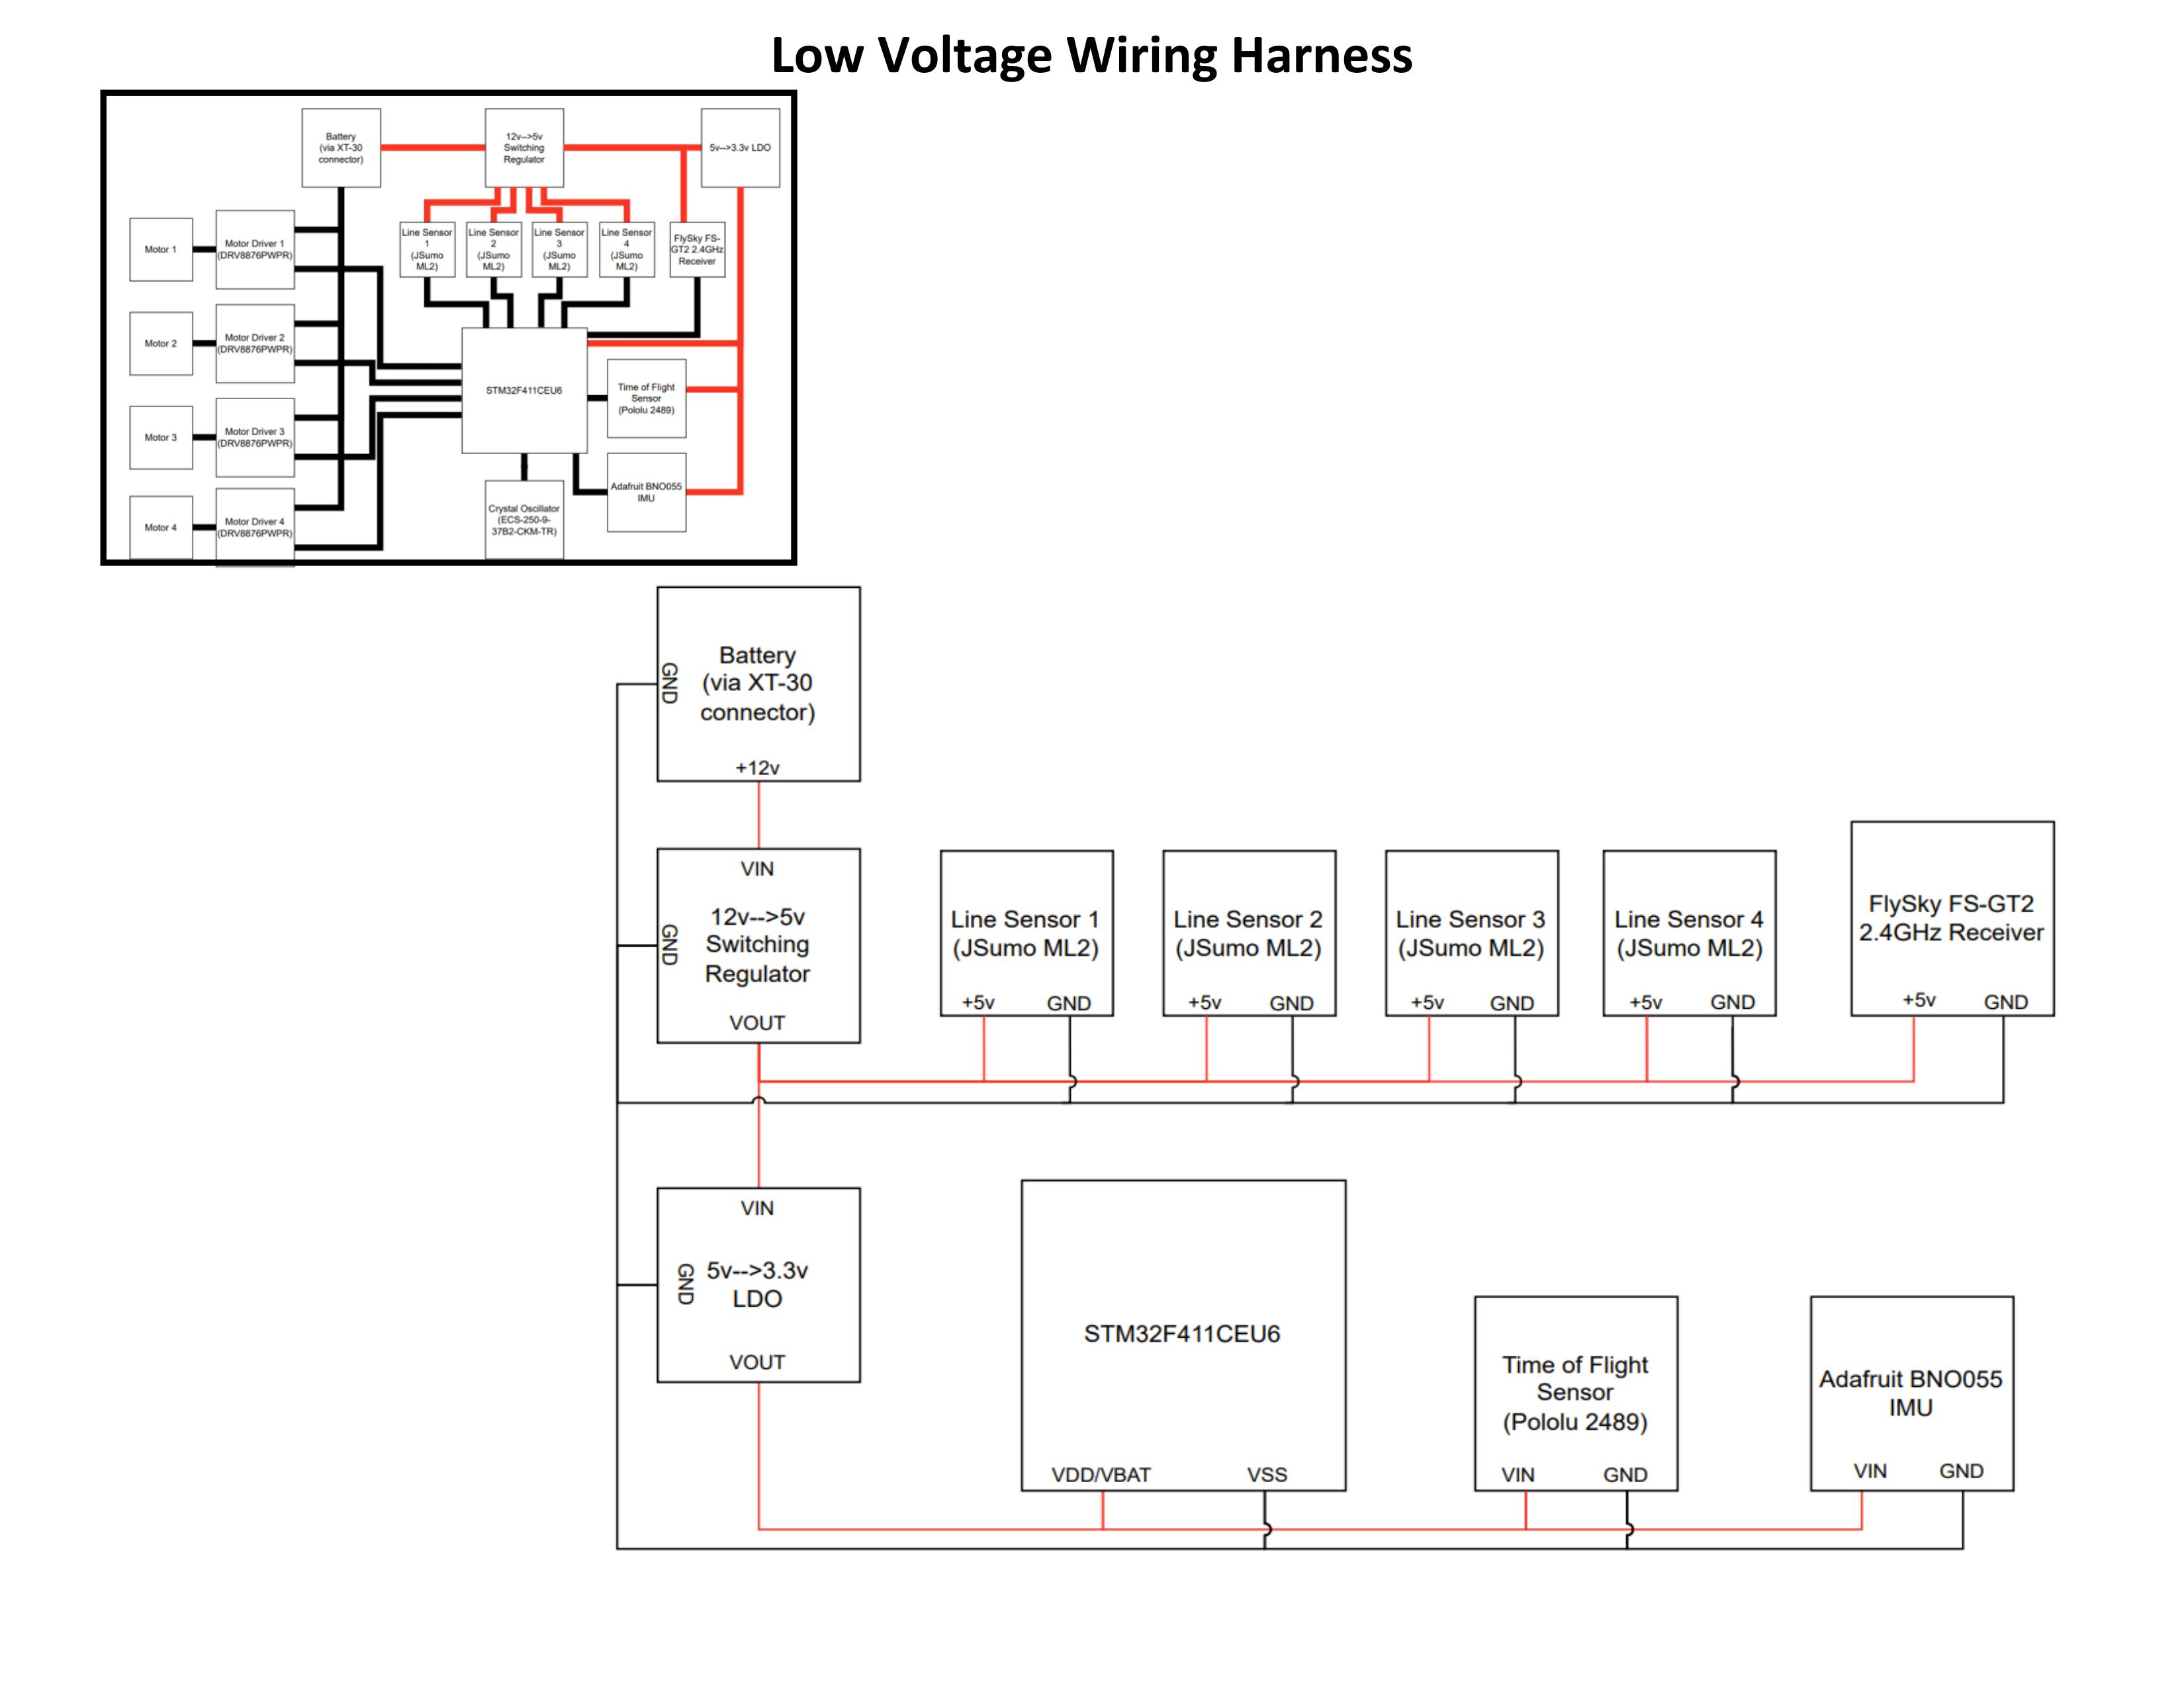 Low Voltage Wiring Harness
Battery
(via XT-30
connector)
12v-->5v
Switching
Regulator
5v-->3.3v LDO
Motor 1
Motor Driver 1
(DRV8876PWPR)
Line Sensor
1
(JSumo
ML2)
Line Sensor
2
(JSumo
ML2)
Line Sensor
3
(JSumo
ML2)
Line Sensor
4
(JSumo
ML2)
FlySky FS-
GT2 2.4GHz
Receiver
Motor 2
Motor Driver 2
(DRV8876PWPR)
STM32F411CEU6
Time of Flight
Sensor
(Pololu 2489)
Motor 3
Motor Driver 3
(DRV8876PWPR)
Motor 4
Motor Driver 4
(DRV8876PWPR)
Crystal Oscillator
(ECS-250-9-
37B2-CKM-TR)
Adafruit BNO055
IMU
GND
Battery
(via XT-30
connector)
+12v
VIN
GND
12v-->5v
Switching
Regulator
VOUT
Line Sensor 1
(JSumo ML2)
+5v GND
Line Sensor 2
(JSumo ML2)
+5v GND
Line Sensor 3
(JSumo ML2)
+5v GND
Line Sensor 4
(JSumo ML2)
+5v GND
FlySky FS-GT2
2.4GHz Receiver
+5v GND
VIN
GND
5v-->3.3v
LDO
VOUT
STM32F411CEU6
VDD/VBAT VSS
Time of Flight
Sensor
(Pololu 2489)
VIN GND
Adafruit BNO055
IMU
VIN GND